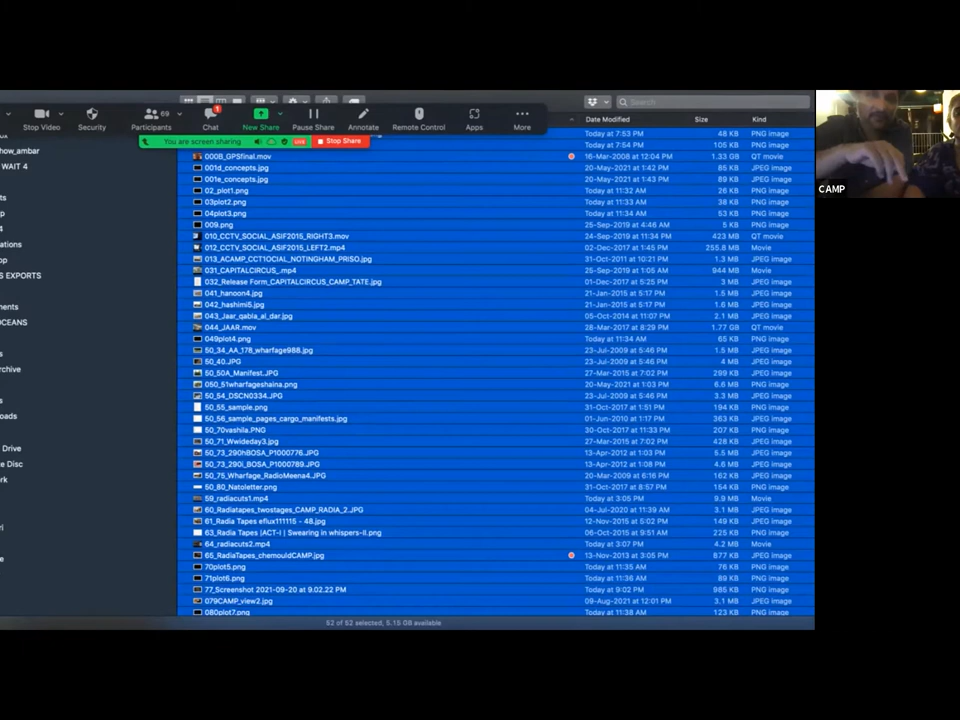 Search
69
1
Stop Video
Security
Participants
Chat
New Share
Pause Share
Annotate
Remote Control
Apps
More
Date Modified Size Kind
You are screen sharing LIVE Stop Share
Today at 7:53 PM 48 KB PNG image
Today at 7:54 PM 105 KB PNG image
000B_GPSfinal.mov 16-Mar-2008 at 12:04 PM 1.33 GB QT movie
001d_concepts.jpg 20-May-2021 at 1:42 PM 85 KB JPEG image
001e_concepts.jpg 20-May-2021 at 1:43 PM 89 KB JPEG image
02_plot1.png Today at 11:32 AM 26 KB PNG image
03plot2.png Today at 11:33 AM 38 KB PNG image
04plot3.png Today at 11:34 AM 53 KB PNG image
009.png 25-Sep-2019 at 4:46 AM 5 KB PNG image
010_CCTV_SOCIAL_ASIF2015_RIGHT3.mov 24-Sep-2019 at 11:34 PM 423 MB QT movie
012_CCTV_SOCIAL_ASIF2015_LEFT2.mp4 02-Dec-2017 at 1:45 PM 255.8 MB Movie
013_ACAMP_CCT1OCIAL_NOTINGHAM_PRISO.jpg 31-Oct-2011 at 10:21 PM 1.3 MB JPEG image
031_CAPITALCIRCUS_.mp4 25-Sep-2019 at 1:05 AM 944 MB Movie
032_Release Form_CAPITALCIRCUS_CAMP_TATE.jpg 01-Dec-2017 at 5:25 PM 3 MB JPEG image
041_hanoon4.jpg 21-Jan-2015 at 5:17 PM 1.5 MB JPEG image
042_hashimi5.jpg 21-Jan-2015 at 5:17 PM 1.6 MB JPEG image
043_Jaar_qabla_al_dar.jpg 05-Oct-2014 at 11:07 PM 2.1 MB JPEG image
044_JAAR.mov 28-Mar-2017 at 8:29 PM 1.77 GB QT movie
049plot4.png Today at 11:34 AM 65 KB PNG image
50_34_AA_178_wharfage988.jpg 23-Jul-2009 at 5:46 PM 1.5 MB JPEG image
50_40.JPG 23-Jul-2009 at 5:46 PM 4 MB JPEG image
50_50A_Manifest.JPG 27-Mar-2015 at 7:02 PM 299 KB JPEG image
050_51wharfageshaina.png 20-May-2021 at 1:03 PM 6.6 MB PNG image
50_54_DSCN0334.JPG 23-Jul-2009 at 5:46 PM 3.3 MB JPEG image
50_55_sample.png 31-Oct-2017 at 1:51 PM 194 KB PNG image
50_56_sample_pages_cargo_manifests.jpg 01-Jun-2010 at 1:17 PM 363 KB JPEG image
50_70vashila.PNG 30-Oct-2017 at 11:33 PM 207 KB PNG image
50_71_Wwideday3.jpg 27-Mar-2015 at 7:02 PM 428 KB JPEG image
50_73_290hBOSA_P1000776.JPG 13-Apr-2012 at 1:03 PM 5.5 MB JPEG image
50_73_290i_BOSA_P1000789.JPG 13-Apr-2012 at 1:08 PM 4.6 MB JPEG image
50_75_Wharfage_RadioMeena4.JPG 20-Mar-2009 at 6:16 PM 162 KB JPEG image
50_80_Natoletter.png 31-Oct-2017 at 8:57 PM 154 KB PNG image
59_radiacuts1.mp4 Today at 3:05 PM 9.9 MB Movie
60_Radiatapes_twostages_CAMP_RADIA_2.JPG 04-Jul-2020 at 11:39 AM 3.1 MB JPEG image
61_Radia Tapes eflux111115 - 48.jpg 12-Nov-2015 at 5:02 PM 149 KB JPEG image
63_Radia Tapes |ACT-I | Swearing in whispers-II.png 06-Oct-2015 at 9:51 AM 225 KB PNG image
64_radiacuts2.mp4 Today at 3:07 PM 4.2 MB Movie
65_RadiaTapes_chemouldCAMP.jpg 13-Nov-2013 at 3:05 PM 877 KB JPEG image
70plot5.png Today at 11:35 AM 76 KB PNG image
71plot6.png Today at 11:36 AM 89 KB PNG image
77_Screenshot 2021-09-20 at 9.02.22 PM Today at 9:02 PM 985 KB PNG image
079CAMP_view2.jpg 09-Aug-2021 at 12:01 PM 3.1 MB JPEG image
080plot7.png Today at 11:38 AM 123 KB PNG image
52 of 52 selected, 5.15 GB available
show_ambar
WAIT 4
ations
S EXPORTS
ments
OCEANS
rchive
loads
Drive
e Disc
CAMP